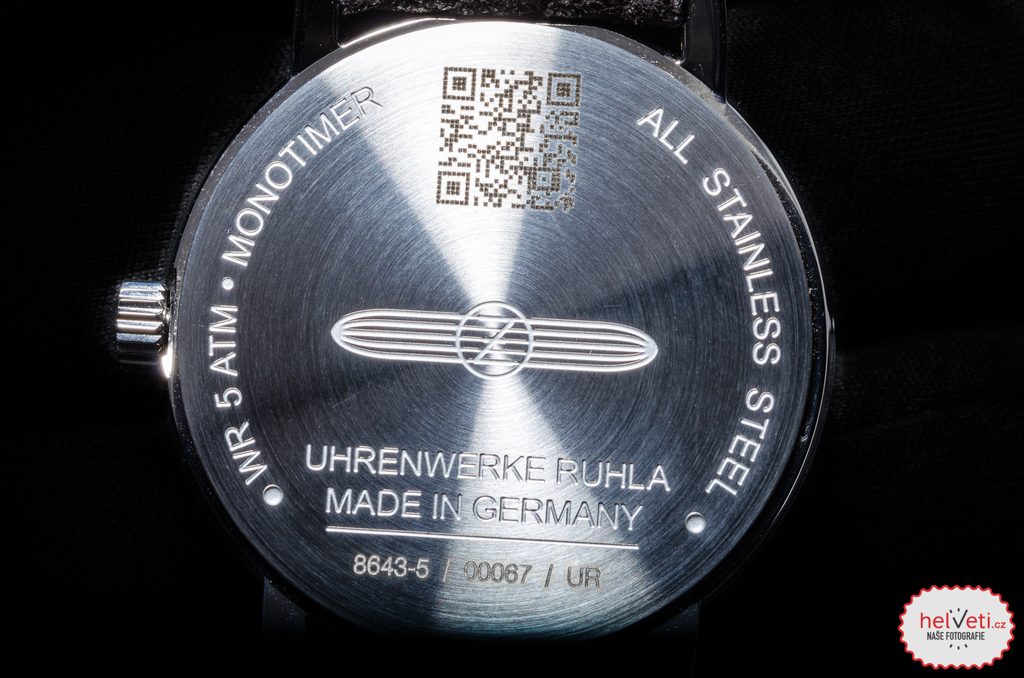 WR 5 ATM • MONOTIMER
ALL STAINLESS STEEL
UHRENWERKE RUHLA
MADE IN GERMANY
8643-5 / 00067 / UR
helveti.cz
NAŠE FOTOGRAFIE